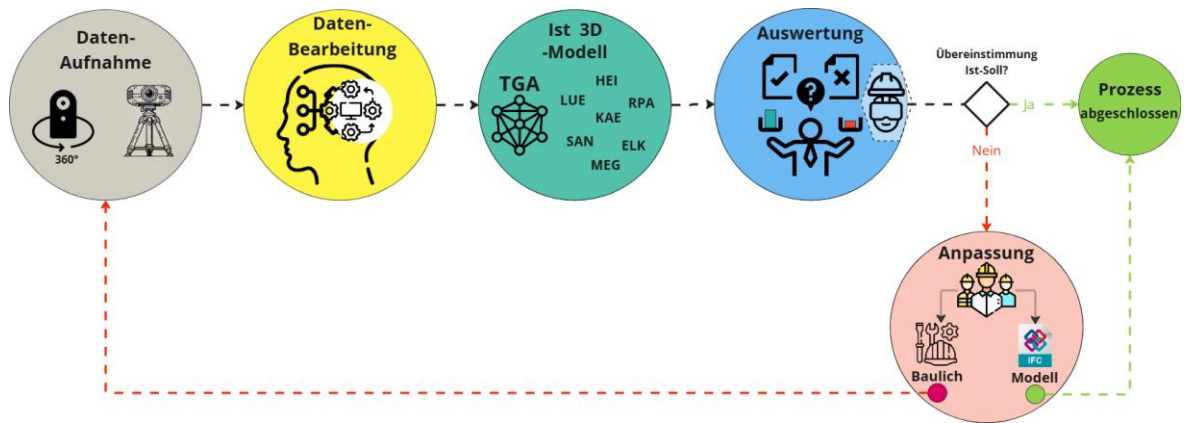 Daten-
Aufnahme
360°
Daten-
Bearbeitung
Ist 3D
-Modell
TGA
HEI
LUE
RPA
KAE
SAN
ELK
MEG
Auswertung
?
Übereinstimmung
Ist-Soll?
Ja
Nein
Prozess
abgeschlossen
Anpassung
Baulich
IFC
Modell